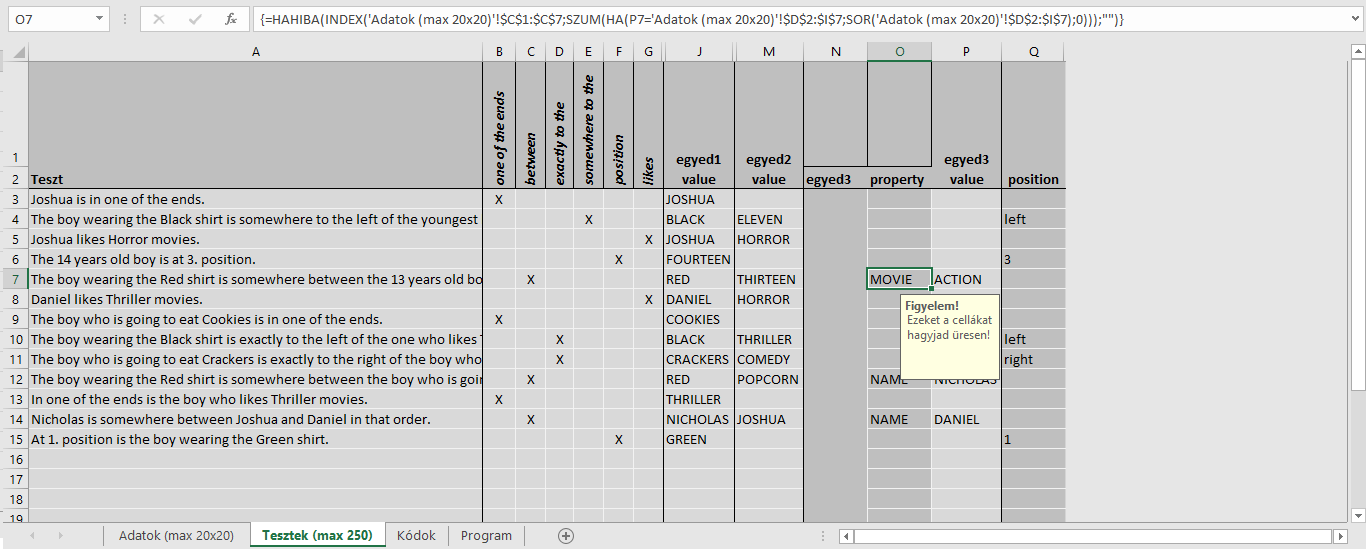 O7 {=HAHIBA(INDEX('Adatok (max 20x20)'!$C$1:$C$7;SZUM(HA(P7='Adatok (max 20x20)'!$D$2:$I$7;SOR('Adatok (max 20x20)'!$D$2:$I$7);0)));"")}
A B C D E F G J M N O P Q
1 one of the ends between exactly to the somewhere to the position likes egyed1 egyed2 egyed3
2 Teszt value value egyed3 property value position
3 Joshua is in one of the ends. X JOSHUA
4 The boy wearing the Black shirt is somewhere to the left of the youngest X BLACK ELEVEN left
5 Joshua likes Horror movies. X JOSHUA HORROR
6 The 14 years old boy is at 3. position. X FOURTEEN 3
7 The boy wearing the Red shirt is somewhere between the 13 years old bo X RED THIRTEEN MOVIE ACTION
8 Daniel likes Thriller movies. X DANIEL HORROR
9 The boy who is going to eat Cookies is in one of the ends. X COOKIES
10 The boy wearing the Black shirt is exactly to the left of the one who likes T X BLACK THRILLER left
11 The boy who is going to eat Crackers is exactly to the right of the boy who X CRACKERS COMEDY right
12 The boy wearing the Red shirt is somewhere between the boy who is goin X RED POPCORN NAME NICHOLAS
13 In one of the ends is the boy who likes Thriller movies. X THRILLER
14 Nicholas is somewhere between Joshua and Daniel in that order. X NICHOLAS JOSHUA NAME DANIEL
15 At 1. position is the boy wearing the Green shirt. X GREEN 1
16
17
18
19
Figyelem!
Ezeket a cellákat
hagyjad üresen!
Adatok (max 20x20) Tesztek (max 250) Kódok Program